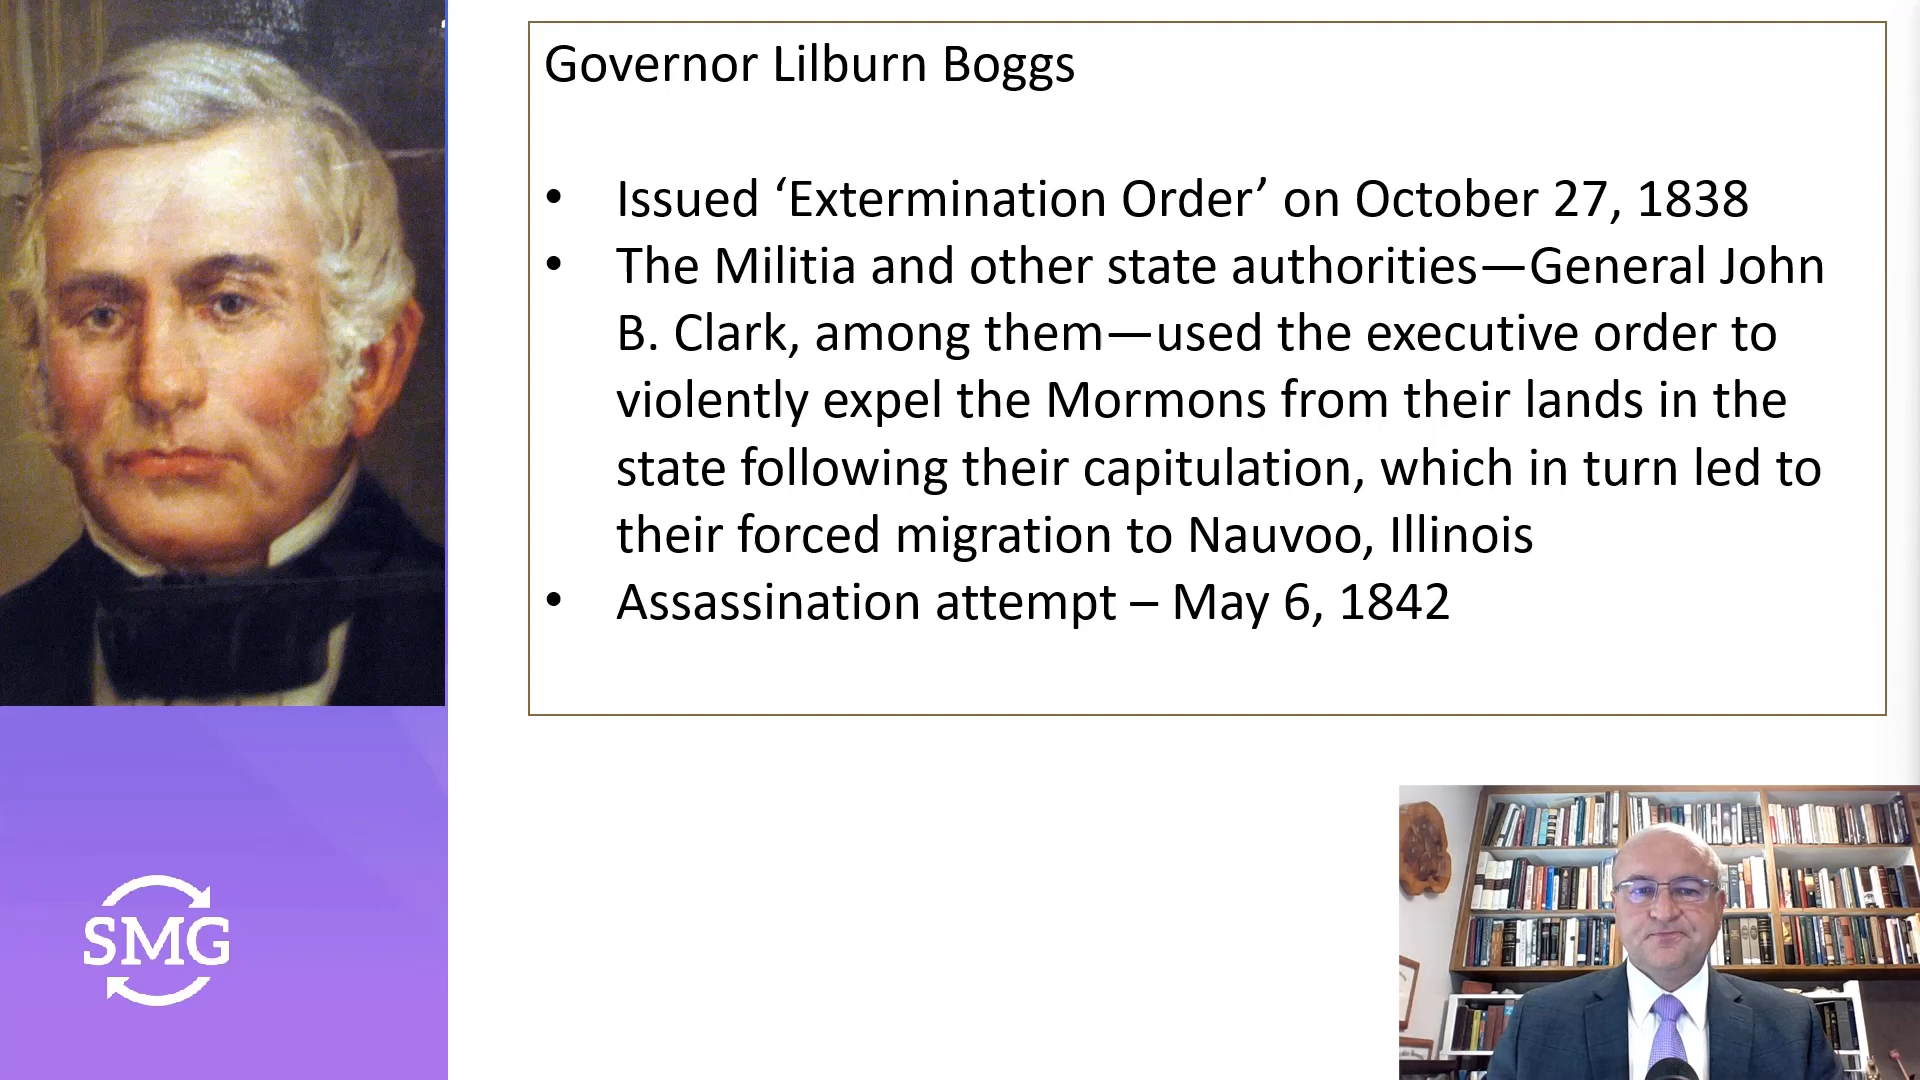 Governor Lilburn Boggs
• Issued ‘Extermination Order’ on October 27, 1838
• The Militia and other state authorities—General John
B. Clark, among them—used the executive order to
violently expel the Mormons from their lands in the
state following their capitulation, which in turn led to
their forced migration to Nauvoo, Illinois
• Assassination attempt – May 6, 1842
SMG